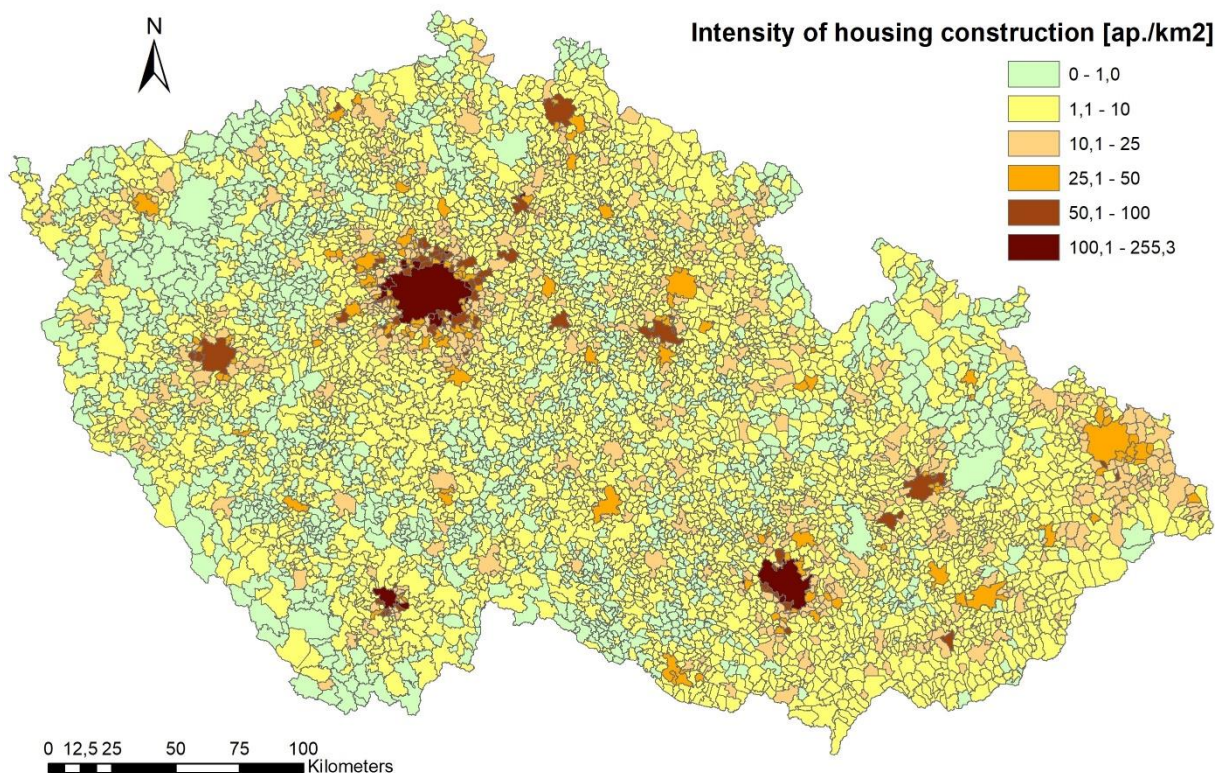 Intensity of housing construction [ap./km2]
N
0 - 1,0
1,1 - 10
10,1 - 25
25,1 - 50
50,1 - 100
100,1 - 255,3
0 12,5 25 50 75 100
Kilometers